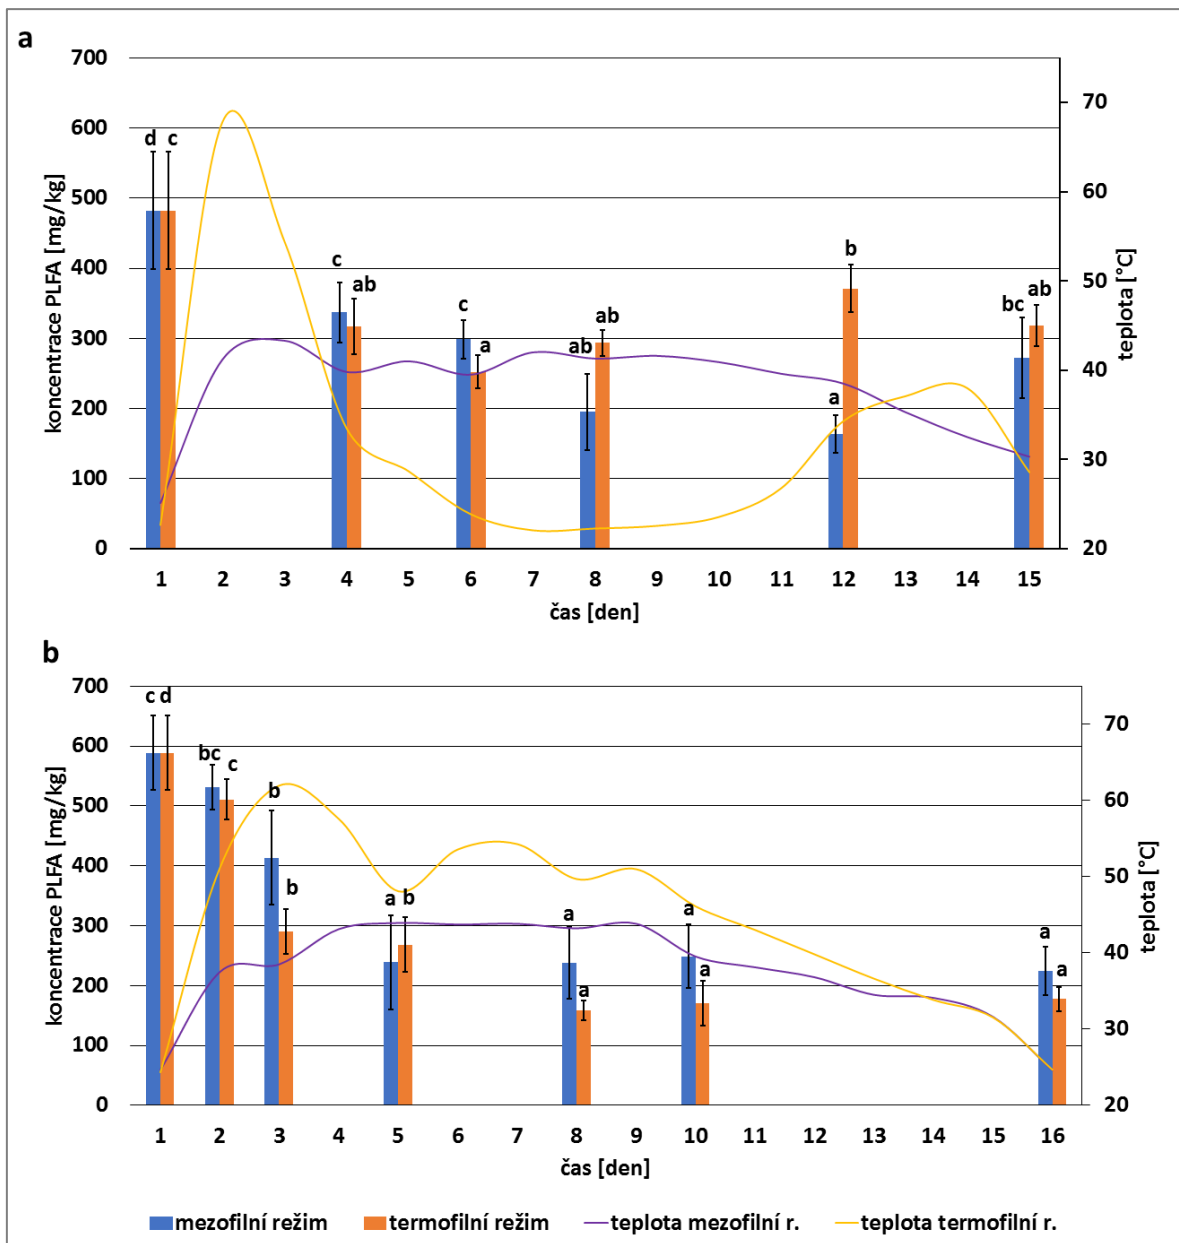 a
koncentrace PLFA [mg/kg]
700
600
500
400
300
200
100
0
d c
c
ab
c
a
ab
ab
a
b
bc
ab
70
60
50
40
30
20
teplota [°C]
1 2 3 4 5 6 7 8 9 10 11 12 13 14 15
čas [den]
b
koncentrace PLFA [mg/kg]
700
600
500
400
300
200
100
0
c d
bc
c
b
b
a
b
a
a
a
a
a
a
70
60
50
40
30
20
teplota [°C]
1 2 3 4 5 6 7 8 9 10 11 12 13 14 15 16
čas [den]
mezofilní režim termofilní režim teplota mezofilní r. teplota termofilní r.